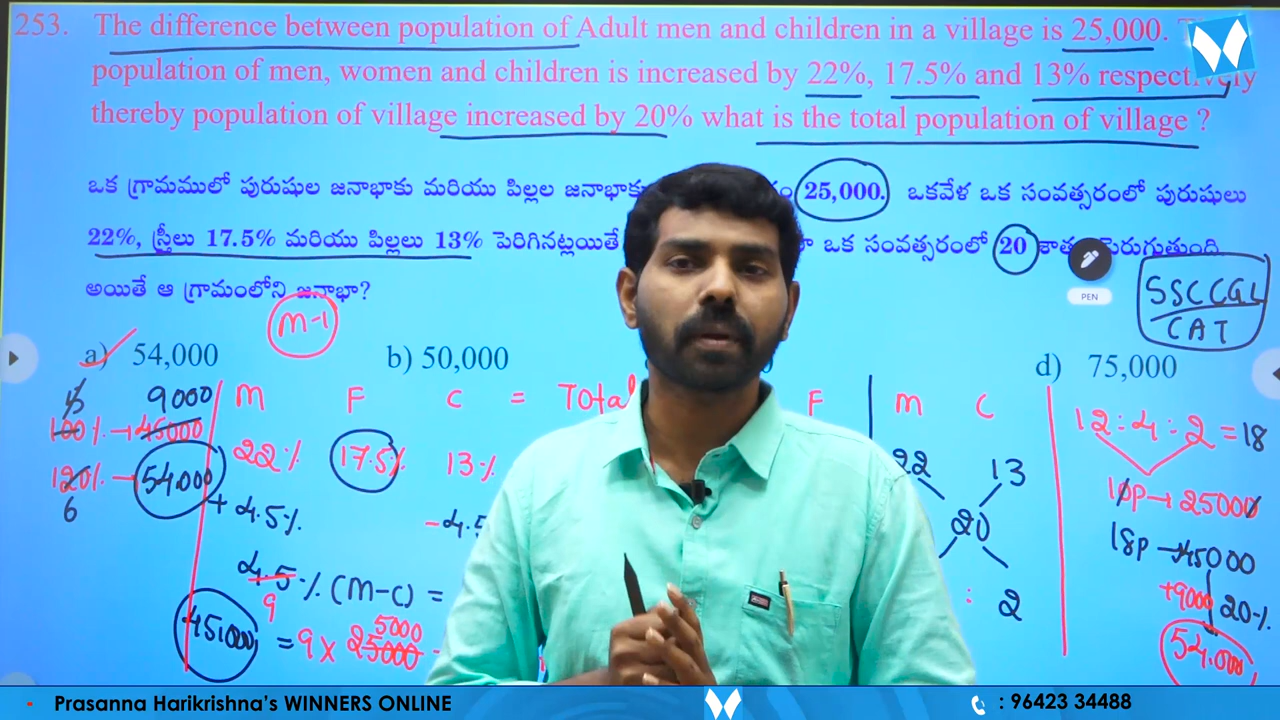 253. The difference between population of Adult men and children in a village is 25,000.
population of men, women and children is increased by 22%, 17.5% and 13% respectively
thereby population of village increased by 20% what is the total population of village ?
ఒక గ్రామములో పురుషుల జనాభాకు మరియు పిల్లల జనాభాకు 25,000. ఒకవేళ ఒక సంవత్సరంలో పురుషులు
22%, స్త్రీలు 17.5% మరియు పిల్లలు 13% పెరిగినట్లయితే ఒక సంవత్సరంలో 20 పెరుగుతుంది.
అయితే ఆ గ్రామంలోని జనాభా?
PEN
SSC CGL
CAT
M-1
a) 54,000 b) 50,000 d) 75,000
5 9000
100% → 45000
120% → 54000
6
M F C = Total
22% 17.5% 13%
+ 4.5%
4.5% (M-C) =
9
5000
45000 = 9 x 25000
F M C
22 13
20
: 2
12 : 4 : 2 = 18
10p → 25000
18p → 45000
+9000 20%
54,000
Prasanna Harikrishna's WINNERS ONLINE
: 96423 34488